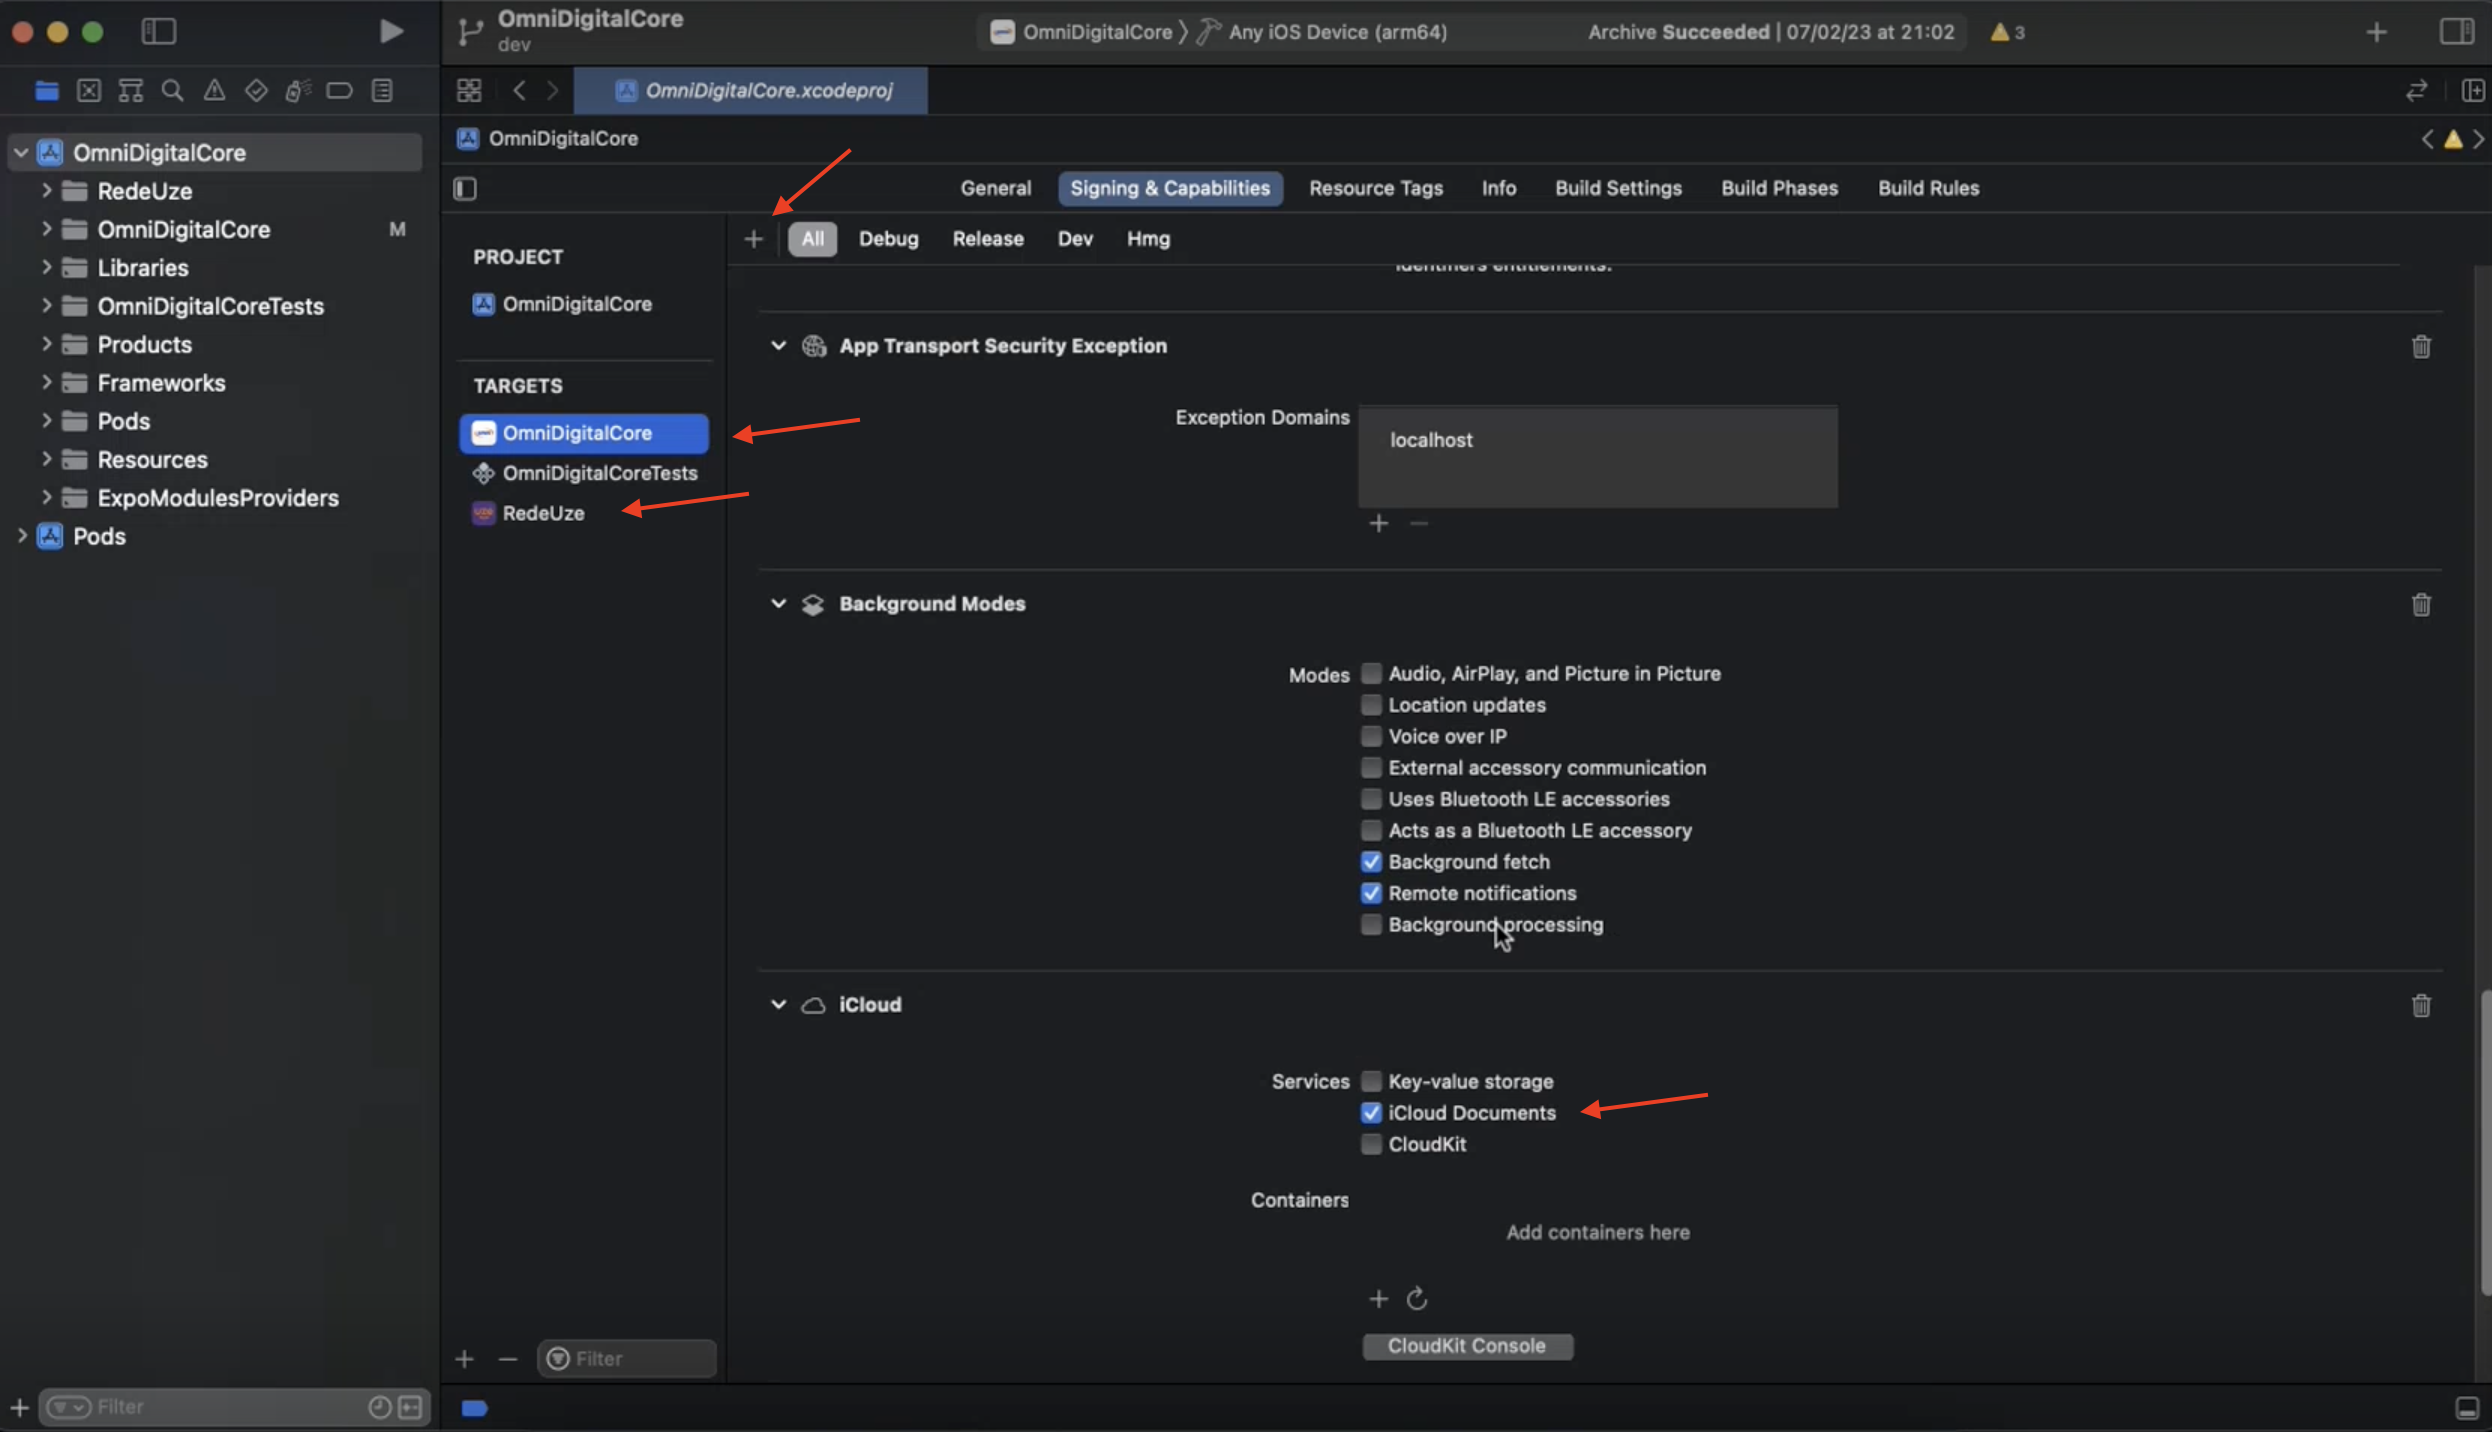 OmniDigitalCore
dev
OmniDigitalCore
Any iOS Device (arm64)
Archive Succeeded | 07/02/23 at 21:02
3
OmniDigitalCore.xcodeproj
OmniDigitalCore
RedeUze
OmniDigitalCore
M
Libraries
OmniDigitalCoreTests
Products
Frameworks
Pods
Resources
ExpoModulesProviders
Pods
Filter
OmniDigitalCore
General
Signing & Capabilities
Resource Tags
Info
Build Settings
Build Phases
Build Rules
PROJECT
OmniDigitalCore
TARGETS
OmniDigitalCore
OmniDigitalCoreTests
RedeUze
Filter
All
Debug
Release
Dev
Hmg
identifiers entitlements.
App Transport Security Exception
Exception Domains
localhost
Background Modes
Modes
Audio, AirPlay, and Picture in Picture
Location updates
Voice over IP
External accessory communication
Uses Bluetooth LE accessories
Acts as a Bluetooth LE accessory
Background fetch
Remote notifications
Background processing
iCloud
Services
Key-value storage
iCloud Documents
CloudKit
Containers
Add containers here
CloudKit Console